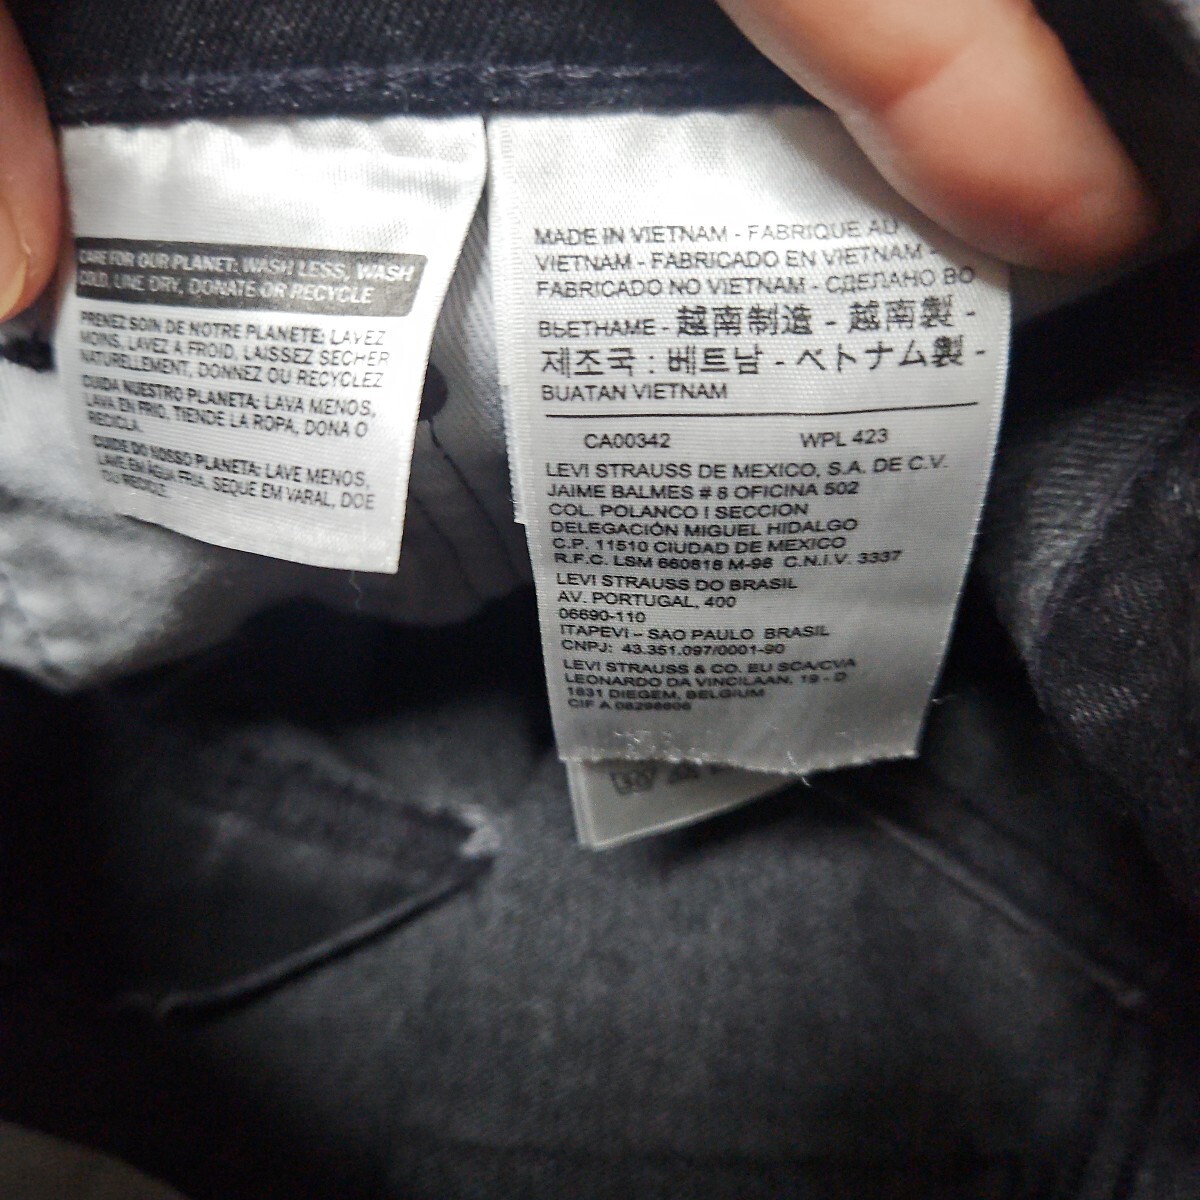 CARE FOR OUR PLANET: WASH LESS, WASH
COLD, LINE DRY, DONATE OR RECYCLE
PRENEZ SOIN DE NOTRE PLANETE: LAVEZ
MOINS, LAVEZ A FROID, LAISSEZ SECHER
NATURELLEMENT, DONNEZ OU RECYCLEZ
CUIDA NUESTRO PLANETA: LAVA MENOS,
LAVA EN FRIO, TIENDE LA ROPA, DONA O
RECICLA.
CUIDE DO NOSSO PLANETA: LAVE MENOS,
LAVE EM ÁGUA FRIA, SEQUE EM VARAL, DOE
OU RECICLE.
MADE IN VIETNAM - FABRIQUE AU
VIETNAM - FABRICADO EN VIETNAM -
FABRICADO NO VIETNAM - СДЕЛАНО ВО
ВЬЕТНАМЕ - 越南制造 - 越南製 -
제조국 : 베트남 - ベトナム製 -
BUATAN VIETNAM
CA00342 WPL 423
LEVI STRAUSS DE MEXICO, S.A. DE C.V.
JAIME BALMES # 8 OFICINA 502
COL. POLANCO I SECCION
DELEGACIÓN MIGUEL HIDALGO
C.P. 11510 CIUDAD DE MEXICO
R.F.C. LSM 660818 M-98 C.N.I.V. 3337
LEVI STRAUSS DO BRASIL
AV. PORTUGAL, 400
06690-110
ITAPEVI – SAO PAULO BRASIL
CNPJ: 43.351.097/0001-90
LEVI STRAUSS & CO. EU SCA/CVA
LEONARDO DA VINCILAAN, 19 - D
1831 DIEGEM, BELGIUM
CIF A 08298606